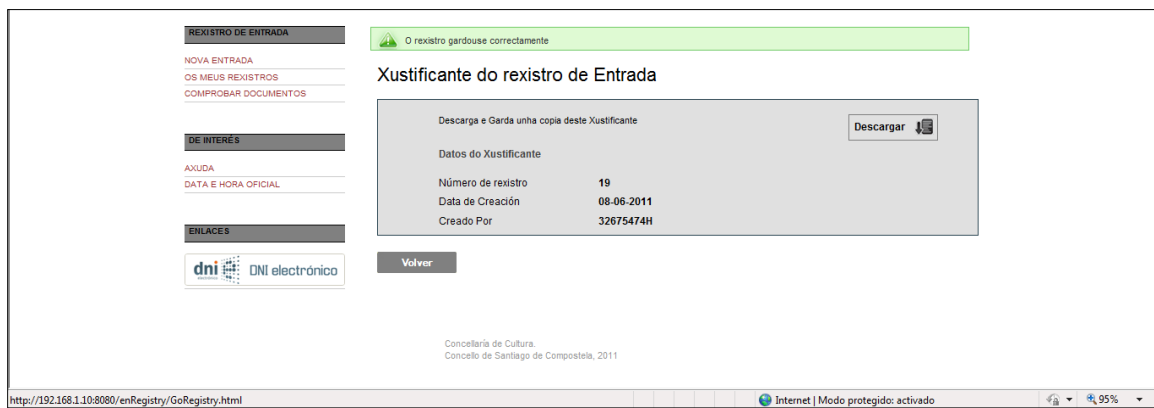 REXISTRO DE ENTRADA
NOVA ENTRADA
OS MEUS REXISTROS
COMPROBAR DOCUMENTOS
DE INTERÉS
AXUDA
DATA E HORA OFICIAL
ENLACES
dni DNI electrónico
O rexistro gardouse correctamente
Xustificante do rexistro de Entrada
Descarga e Garda unha copia deste Xustificante
Descargar
Datos do Xustificante
Número de rexistro 19
Data de Creación 08-06-2011
Creado Por 32675474H
Volver
Concellaría de Cultura.
Concello de Santiago de Compostela, 2011
http://192.168.1.10:8080/enRegistry/GoRegistry.html Internet | Modo protegido: activado 95%